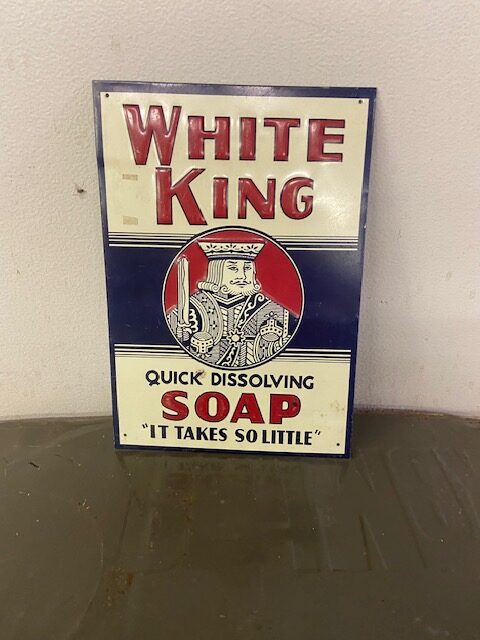 WHITE
KING
QUICK DISSOLVING
SOAP
"IT TAKES SO LITTLE"